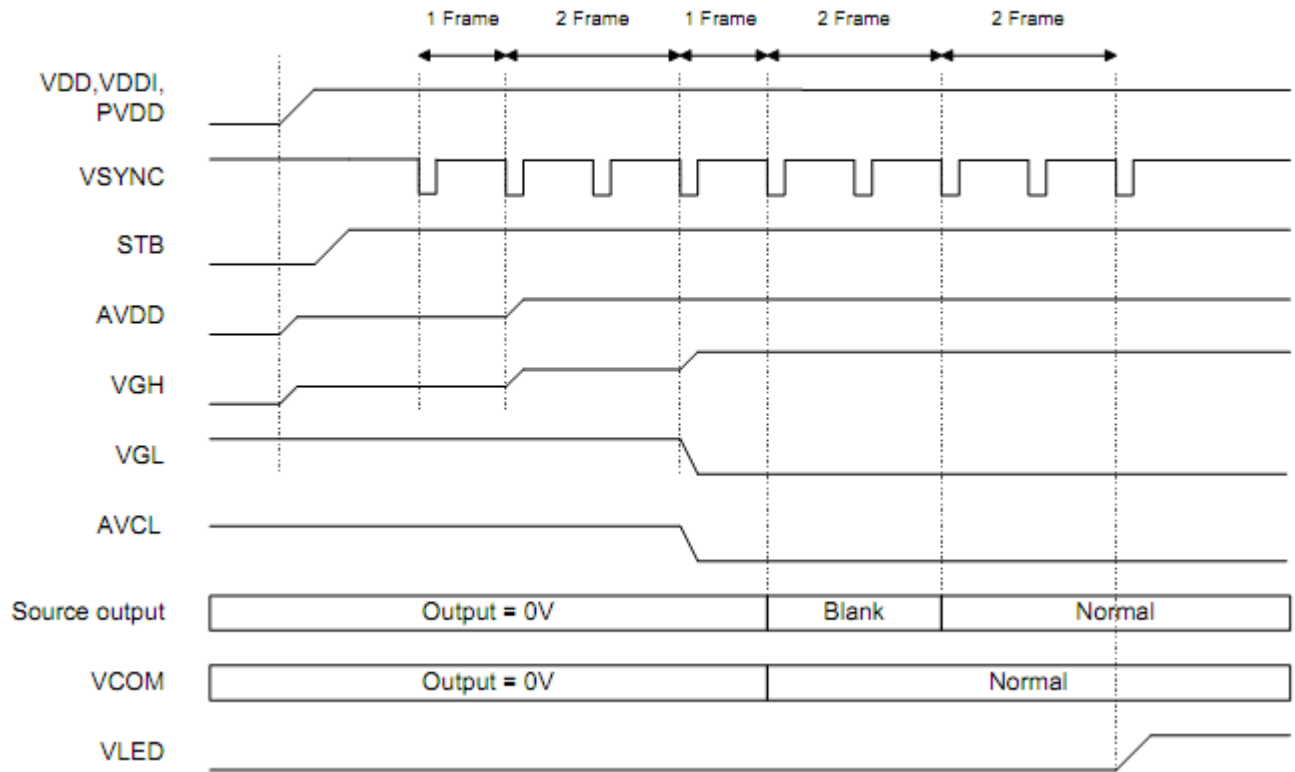 1 Frame 2 Frame 1 Frame 2 Frame 2 Frame
VDD,VDDI,
PVDD
VSYNC
STB
AVDD
VGH
VGL
AVCL
Source output Output = 0V Blank Normal
VCOM Output = 0V Normal
VLED